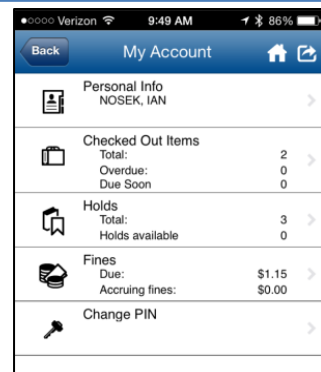 Verizon 9:49 AM 86%
Back My Account
Personal Info
NOSEK, IAN
Checked Out Items
Total: 2
Overdue: 0
Due Soon 0
Holds
Total: 3
Holds available 0
Fines
Due: $1.15
Accruing fines: $0.00
Change PIN